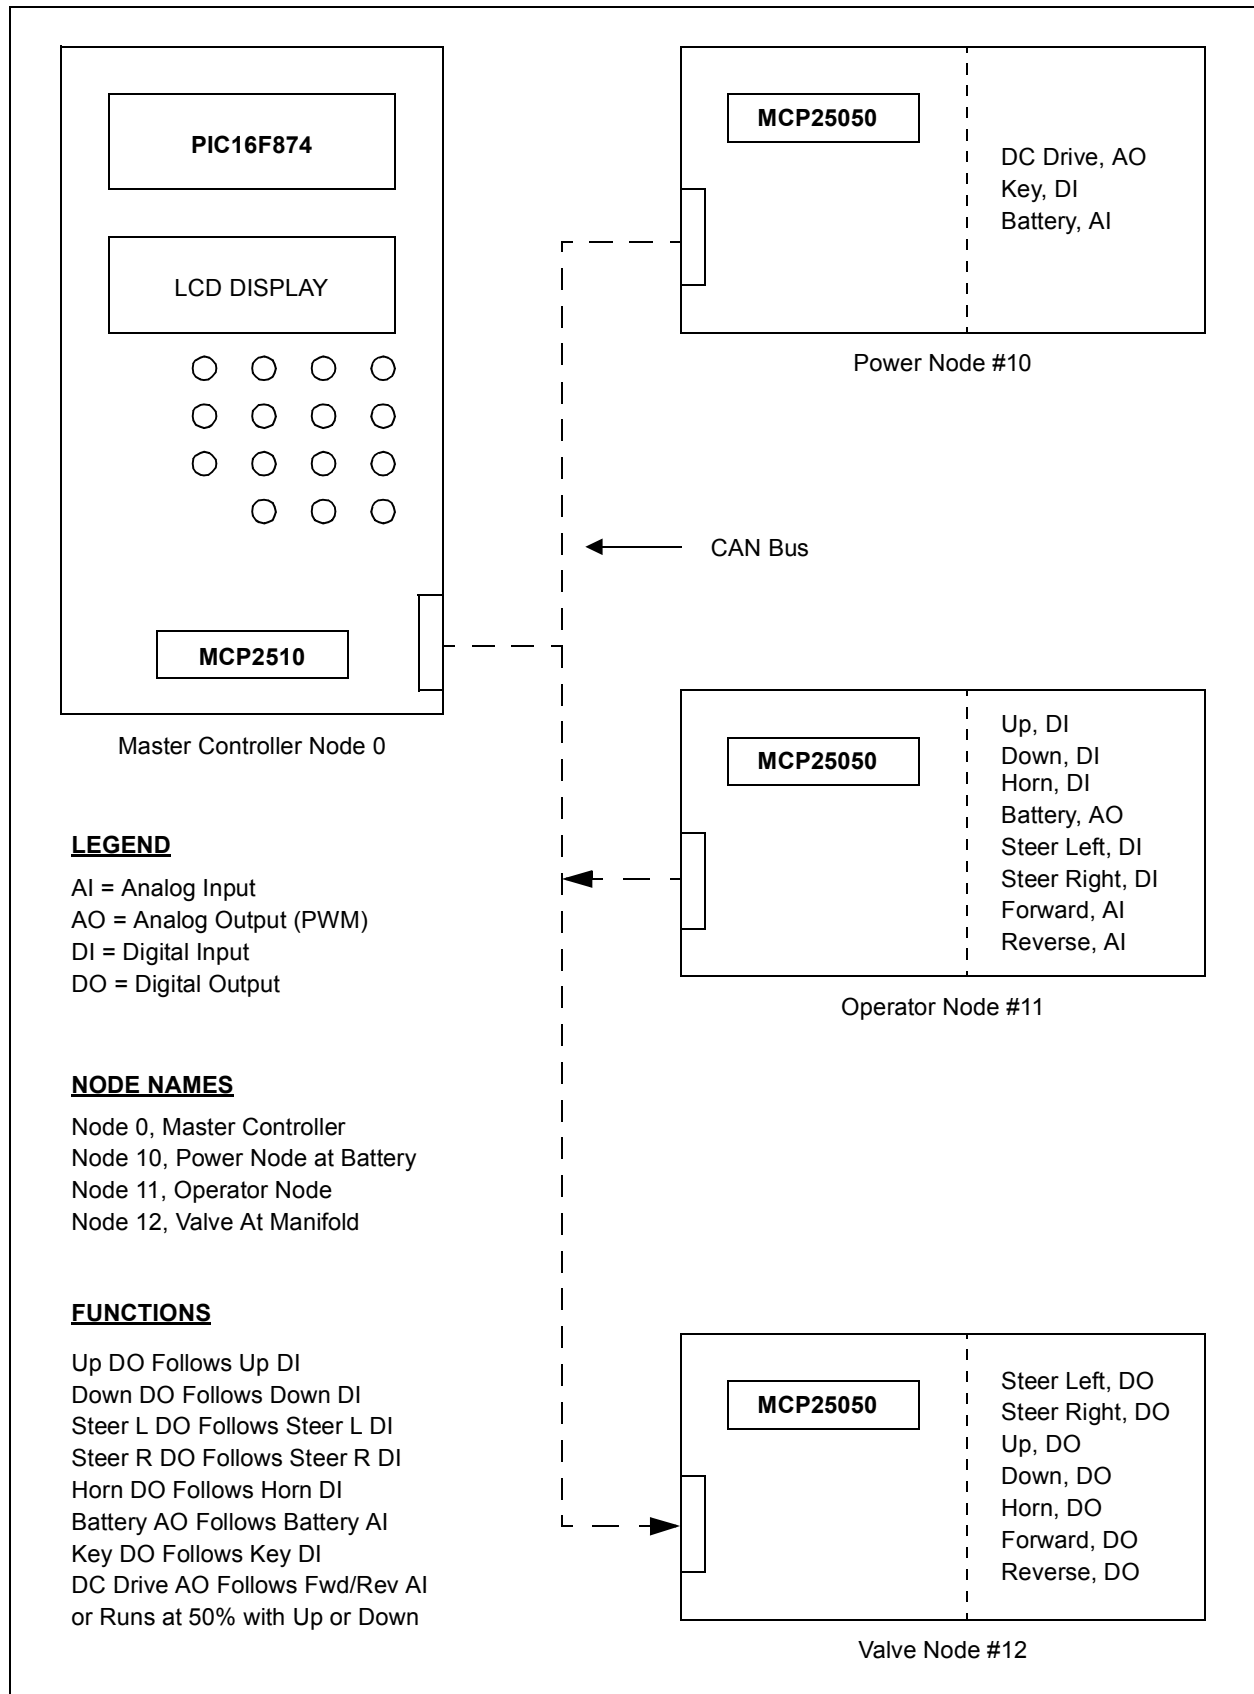 PIC16F874
LCD DISPLAY
MCP2510
Master Controller Node 0
MCP25050
DC Drive, AO
Key, DI
Battery, AI
Power Node #10
CAN Bus
MCP25050
Up, DI
Down, DI
Horn, DI
Battery, AO
Steer Left, DI
Steer Right, DI
Forward, AI
Reverse, AI
Operator Node #11
LEGEND
AI = Analog Input
AO = Analog Output (PWM)
DI = Digital Input
DO = Digital Output
NODE NAMES
Node 0, Master Controller
Node 10, Power Node at Battery
Node 11, Operator Node
Node 12, Valve At Manifold
FUNCTIONS
Up DO Follows Up DI
Down DO Follows Down DI
Steer L DO Follows Steer L DI
Steer R DO Follows Steer R DI
Horn DO Follows Horn DI
Battery AO Follows Battery AI
Key DO Follows Key DI
DC Drive AO Follows Fwd/Rev AI
or Runs at 50% with Up or Down
MCP25050
Steer Left, DO
Steer Right, DO
Up, DO
Down, DO
Horn, DO
Forward, DO
Reverse, DO
Valve Node #12